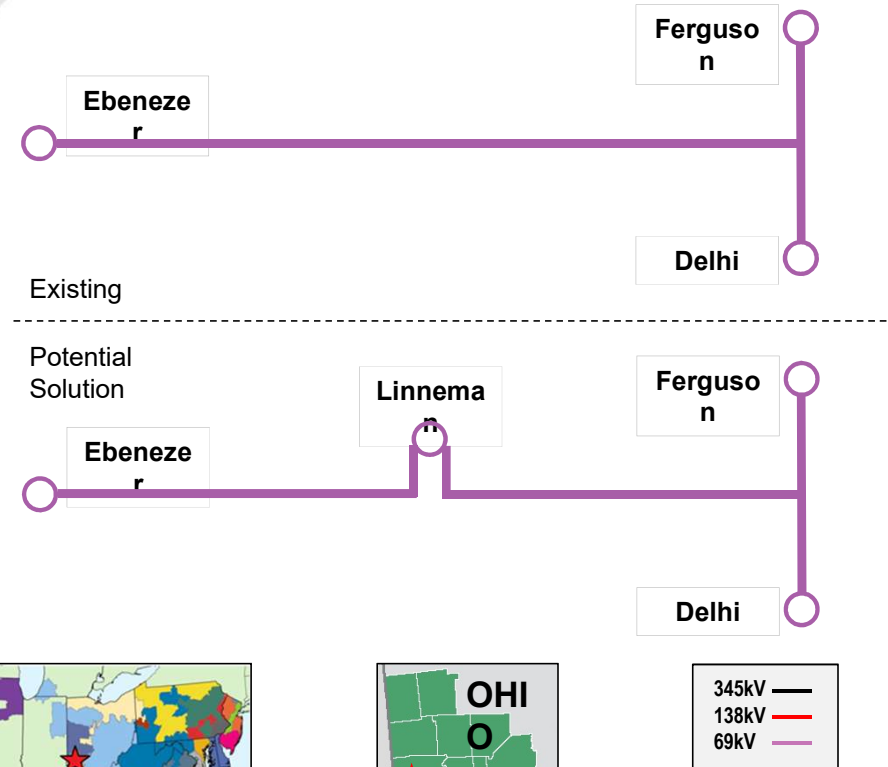 Ferguso
n
Ebeneze
r
Delhi
Existing
Potential
Solution
Linnema
n
Ferguso
n
Ebeneze
r
Delhi
OHI
O
345kV
138kV
69kV